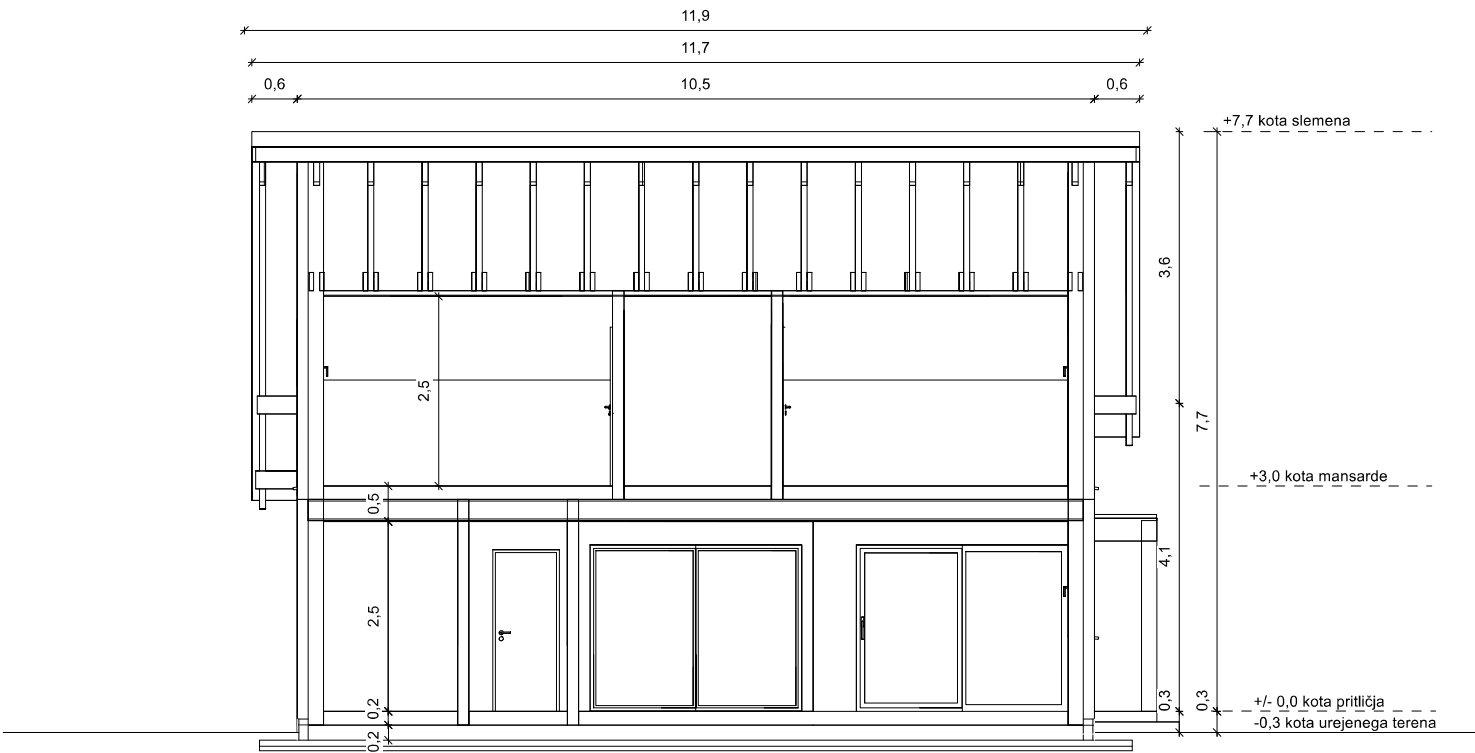 11,9
11,7
0,6 10,5 0,6
+7,7 kota slemena
3,6
2,5
7,7
+3,0 kota mansarde
0,5
4,1
2,5
0,2 0,3 0,3 +/- 0,0 kota pritličja
-0,3 kota urejenega terena
0,2